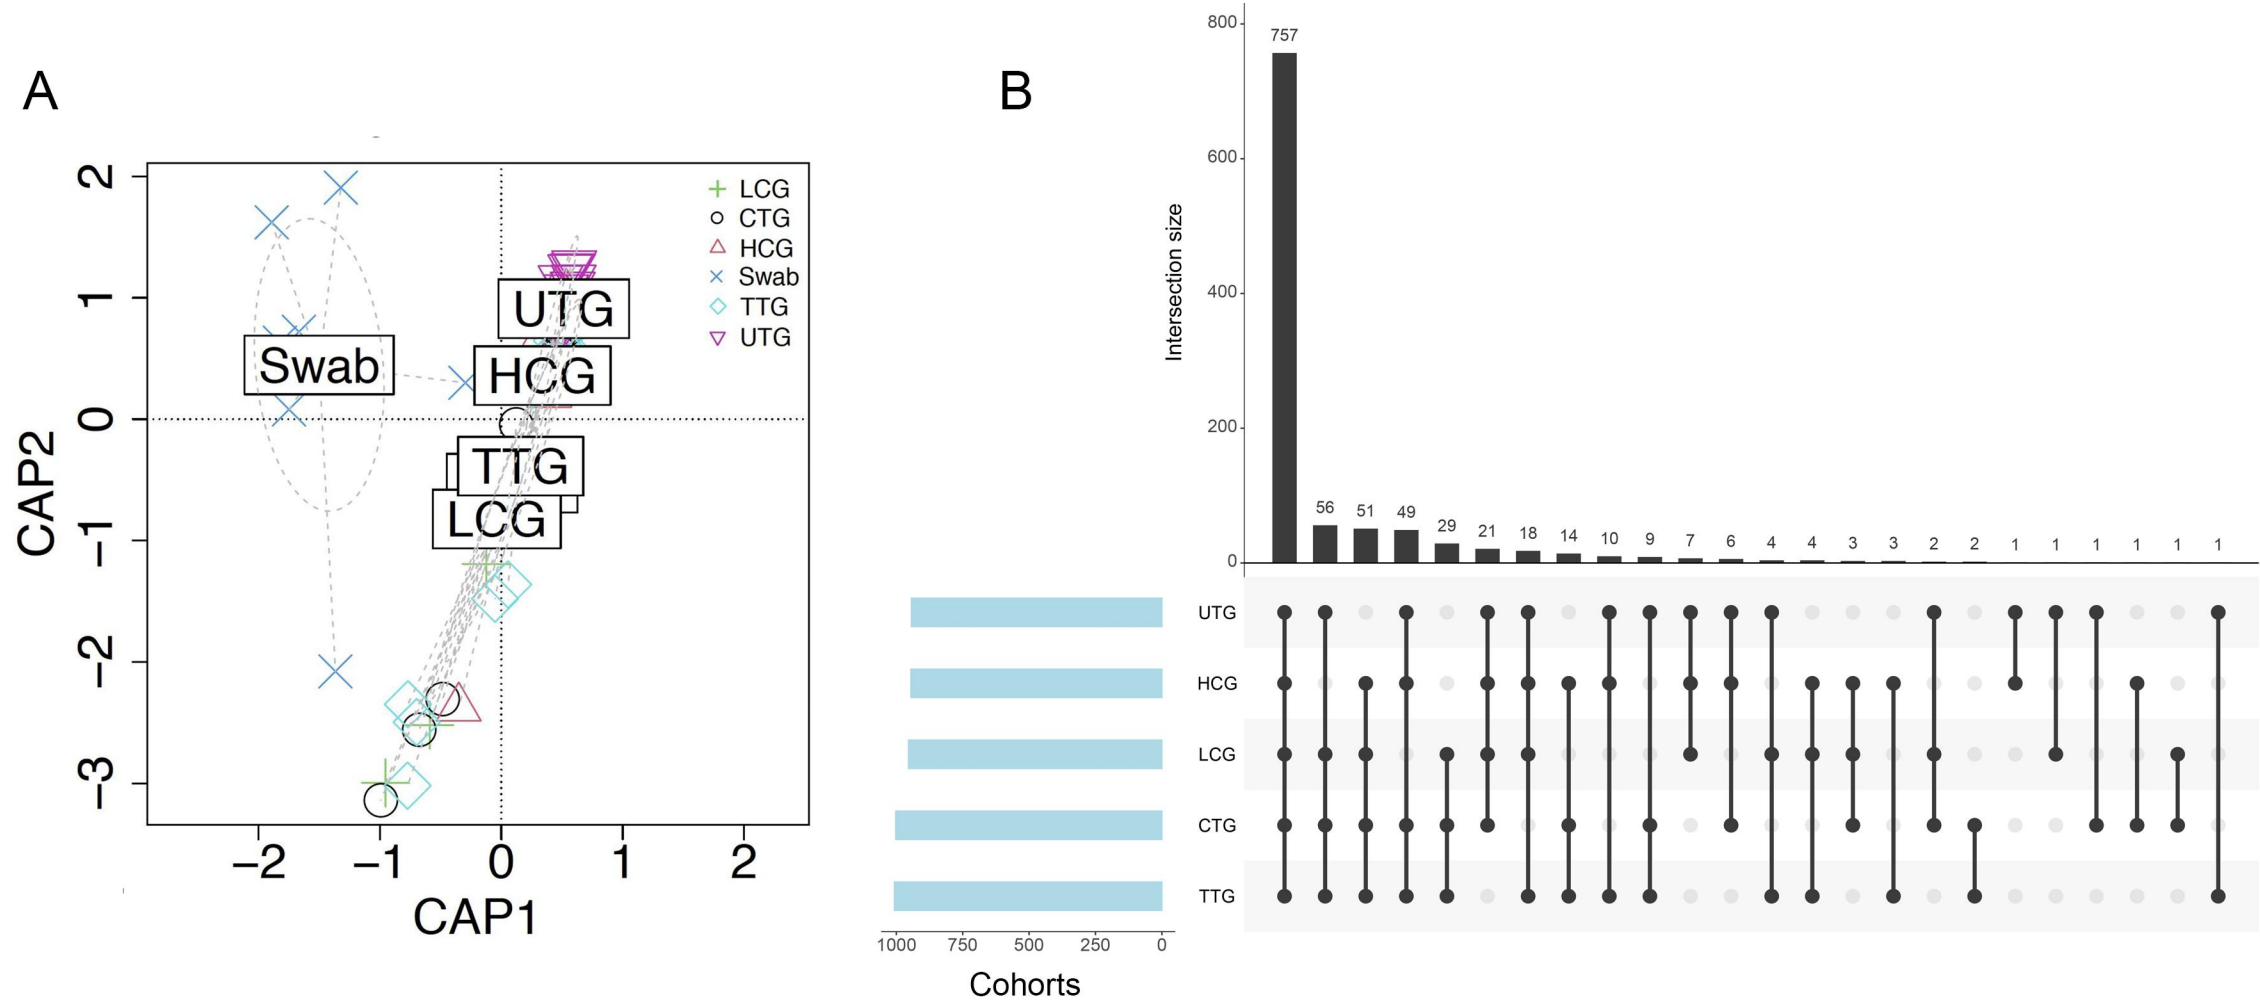 A
B
2
1
0
−1
−2
−3
CAP2
LCG
CTG
HCG
Swab
TTG
UTG
UTG
HCG
Swab
TTG
LCG
−2
−1
0
1
2
CAP1
800
600
400
200
0
Intersection size
757
56
51
49
29
21
18
14
10
9
7
6
4
4
3
3
2
2
1
1
1
1
1
1
UTG
HCG
LCG
CTG
TTG
1000
750
500
250
0
Cohorts